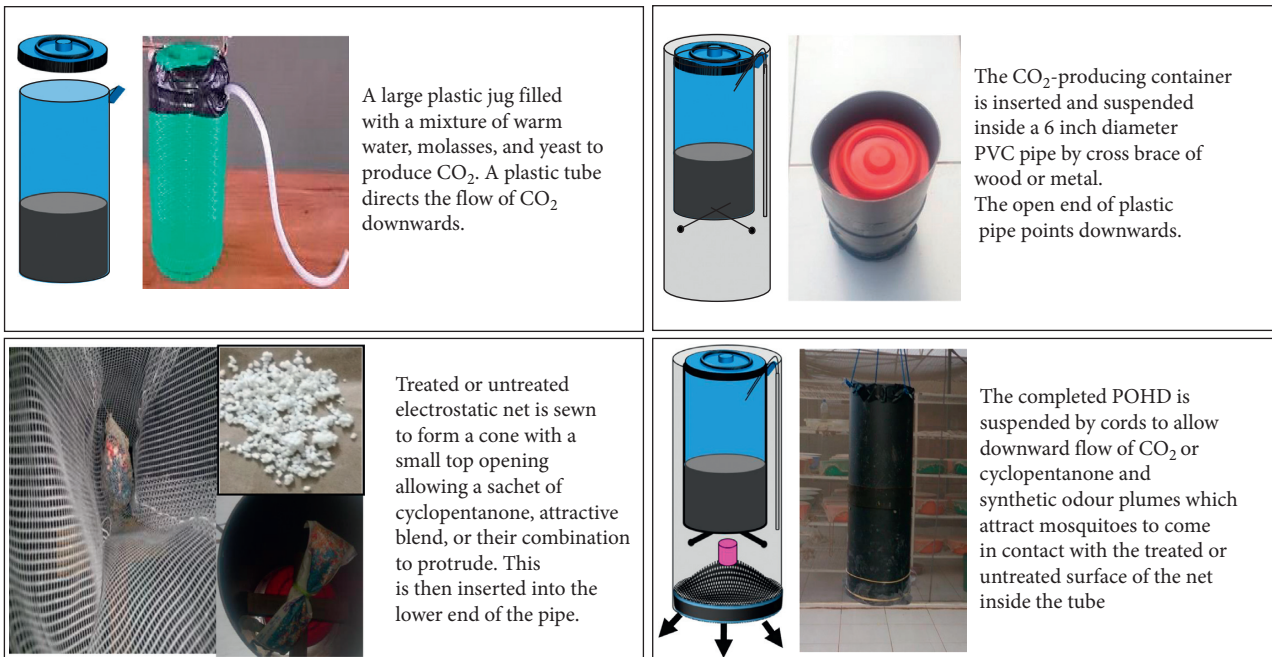 A large plastic jug filled
with a mixture of warm
water, molasses, and yeast to
produce CO₂. A plastic tube
directs the flow of CO₂
downwards.
The CO₂-producing container
is inserted and suspended
inside a 6 inch diameter
PVC pipe by cross brace of
wood or metal.
The open end of plastic
pipe points downwards.
Treated or untreated
electrostatic net is sewn
to form a cone with a
small top opening
allowing a sachet of
cyclopentanone, attractive
blend, or their combination
to protrude. This
is then inserted into the
lower end of the pipe.
The completed POHD is
suspended by cords to allow
downward flow of CO₂ or
cyclopentanone and
synthetic odour plumes which
attract mosquitoes to come
in contact with the treated or
untreated surface of the net
inside the tube